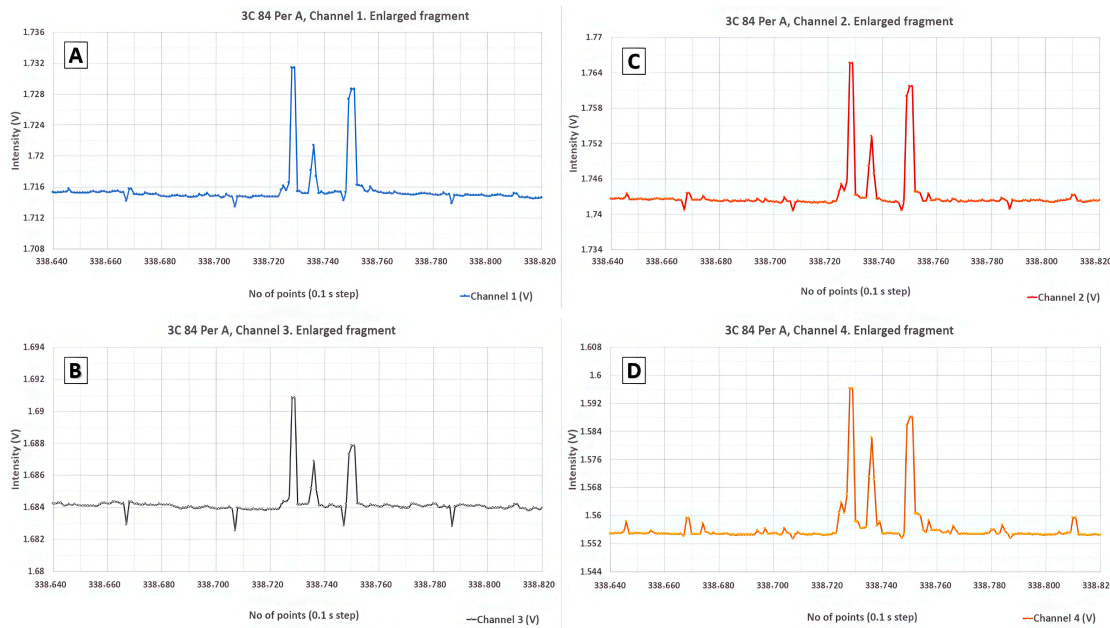 3C 84 Per A, Channel 1. Enlarged fragment
A
1.736
1.732
1.728
1.724
1.72
1.716
1.712
1.708
Intensity (V)
338.640 338.660 338.680 338.700 338.720 338.740 338.760 338.780 338.800 338.820
No of points (0.1 s step)
Channel 1 (V)
3C 84 Per A, Channel 2. Enlarged fragment
C
1.77
1.764
1.758
1.752
1.746
1.74
1.734
Intensity (V)
338.640 338.660 338.680 338.700 338.720 338.740 338.760 338.780 338.800 338.820
No of points (0.1 s step)
Channel 2 (V)
3C 84 Per A, Channel 3. Enlarged fragment
B
1.694
1.692
1.69
1.688
1.686
1.684
1.682
1.68
Intensity (V)
338.640 338.660 338.680 338.700 338.720 338.740 338.760 338.780 338.800 338.820
No of points (0.1 s step)
Channel 3 (V)
3C 84 Per A, Channel 4. Enlarged fragment
D
1.608
1.6
1.592
1.584
1.576
1.568
1.56
1.552
1.544
Intensity (V)
338.640 338.660 338.680 338.700 338.720 338.740 338.760 338.780 338.800 338.82
No of points (0.1 s step)
Channel 4 (V)